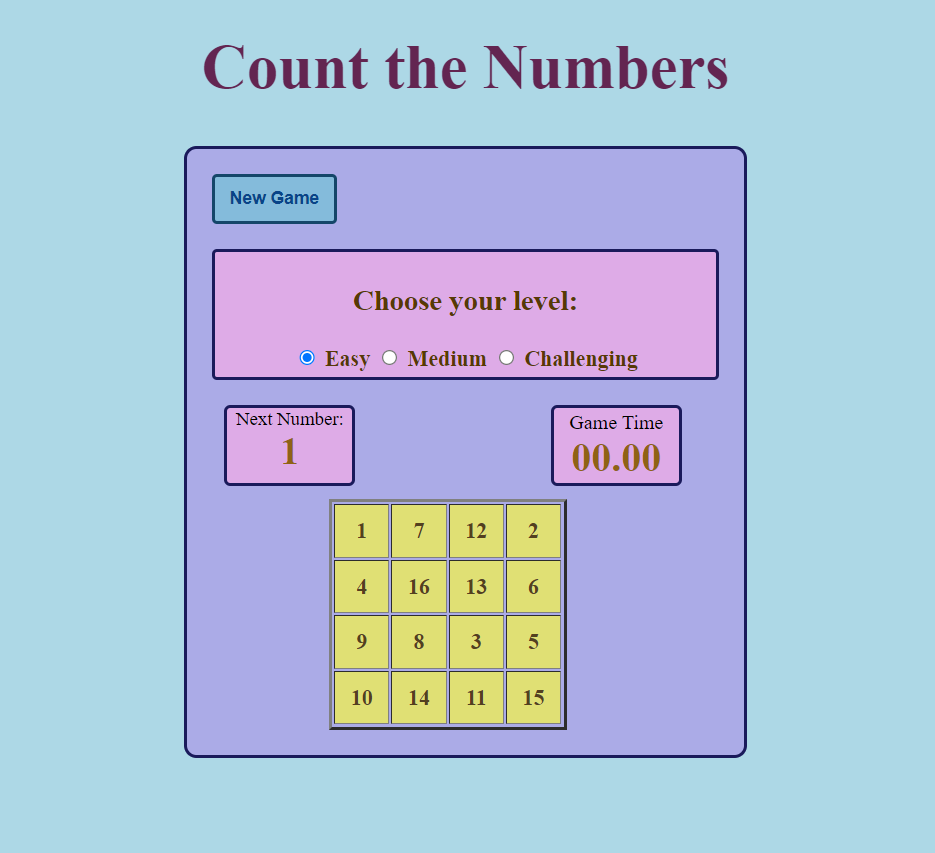 Count the Numbers
New Game
Choose your level:
Easy Medium Challenging
Next Number:
1
Game Time
00.00
1 7 12 2
4 16 13 6
9 8 3 5
10 14 11 15